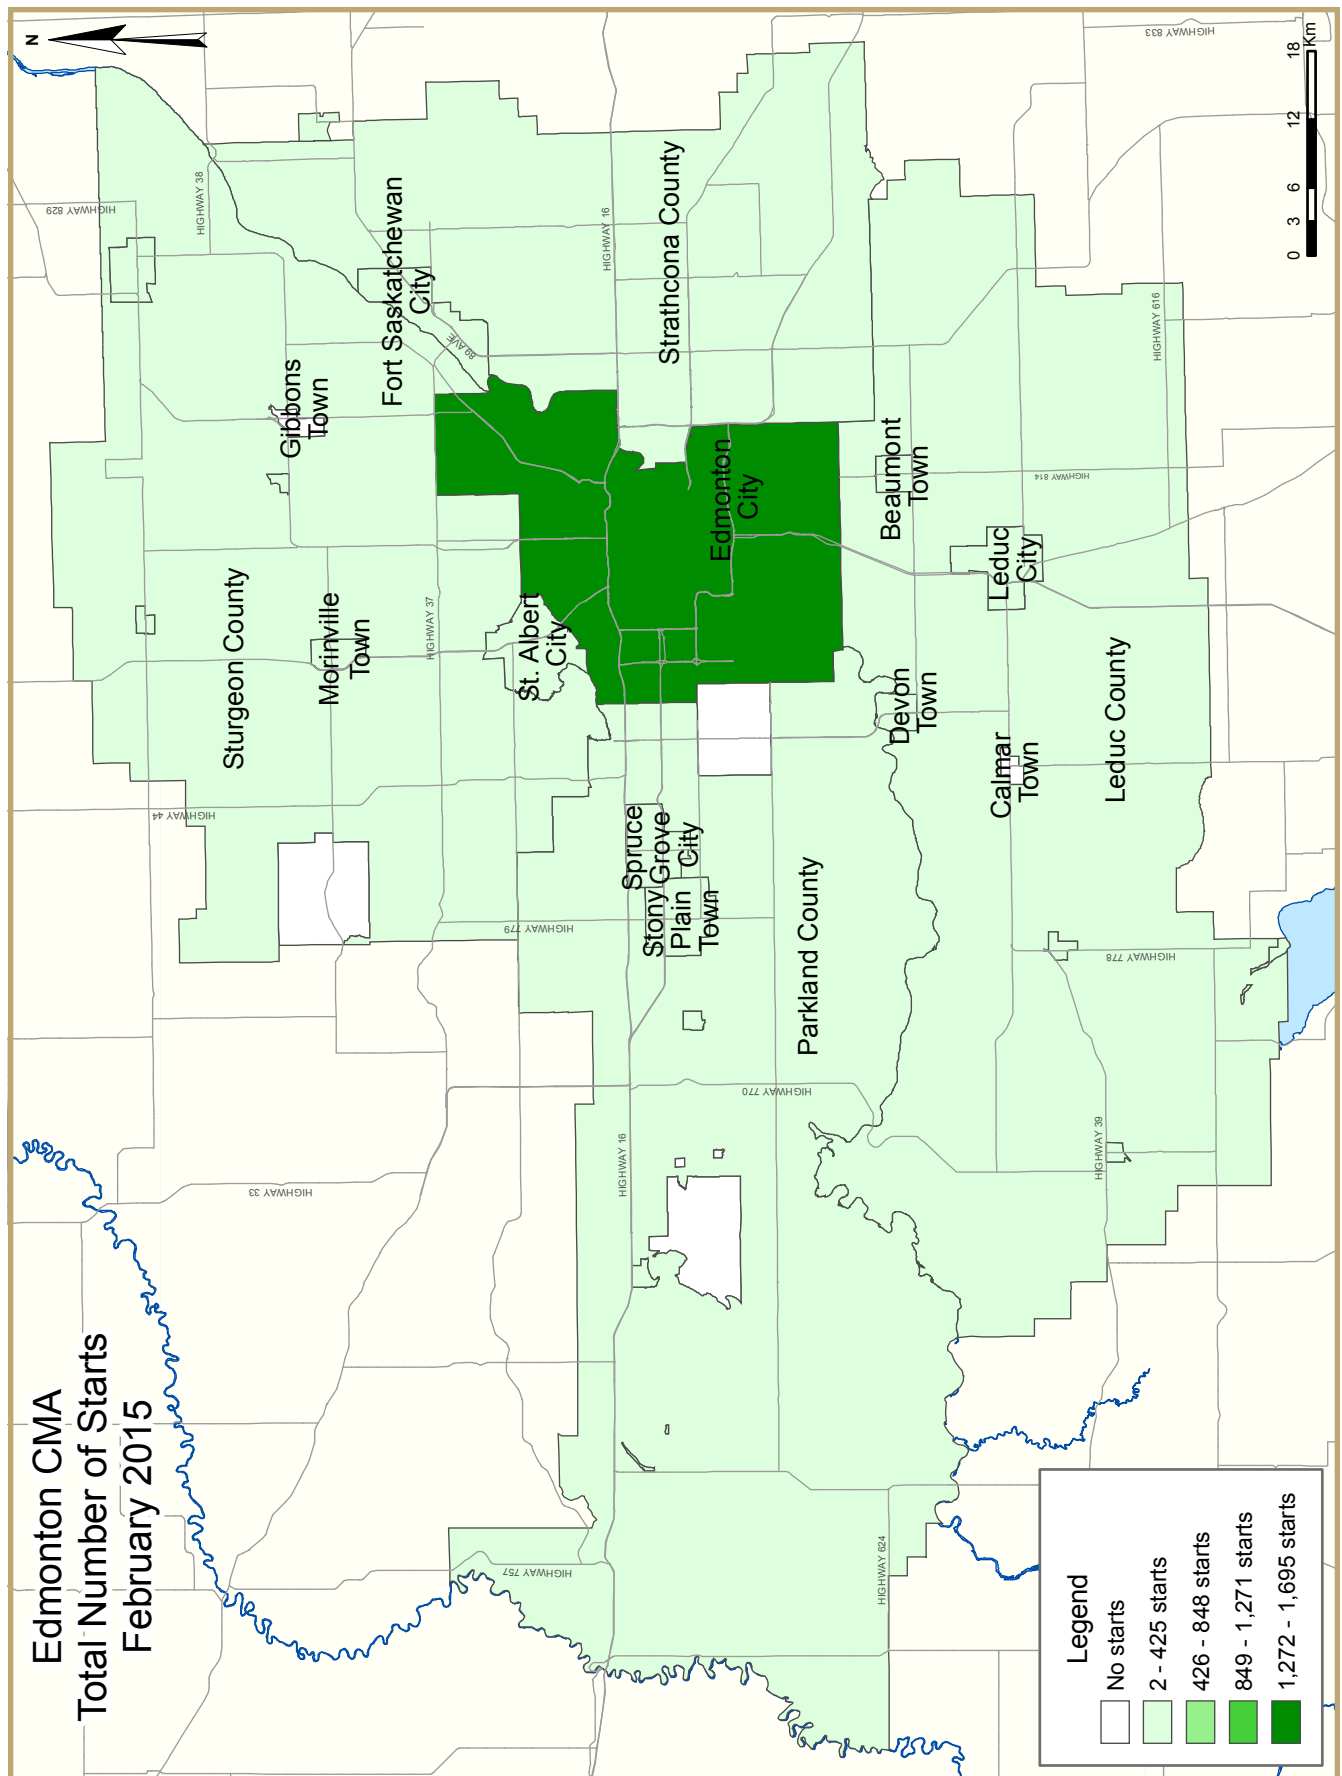 Edmonton CMA
Total Number of Starts
February 2015
N
HIGHWAY 829
HIGHWAY 38
HIGHWAY 833
HIGHWAY 44
Sturgeon County
Gibbons
Town
Morinville
Town
Fort Saskatchewan
City
89 AVE
HIGHWAY 37
HIGHWAY 33
HIGHWAY 779
St. Albert
City
HIGHWAY 757
HIGHWAY 16
HIGHWAY 16
Strathcona County
Spruce
Grove
City
Stony
Plain
Town
Edmonton
City
HIGHWAY 770
Parkland County
HIGHWAY 624
Beaumont
Town
Devon
Town
HIGHWAY 814
Leduc
City
Calmar
Town
HIGHWAY 39
HIGHWAY 778
Leduc County
HIGHWAY 616
Legend
No starts
2 - 425 starts
426 - 848 starts
849 - 1,271 starts
1,272 - 1,695 starts
0 3 6 12 18
Km